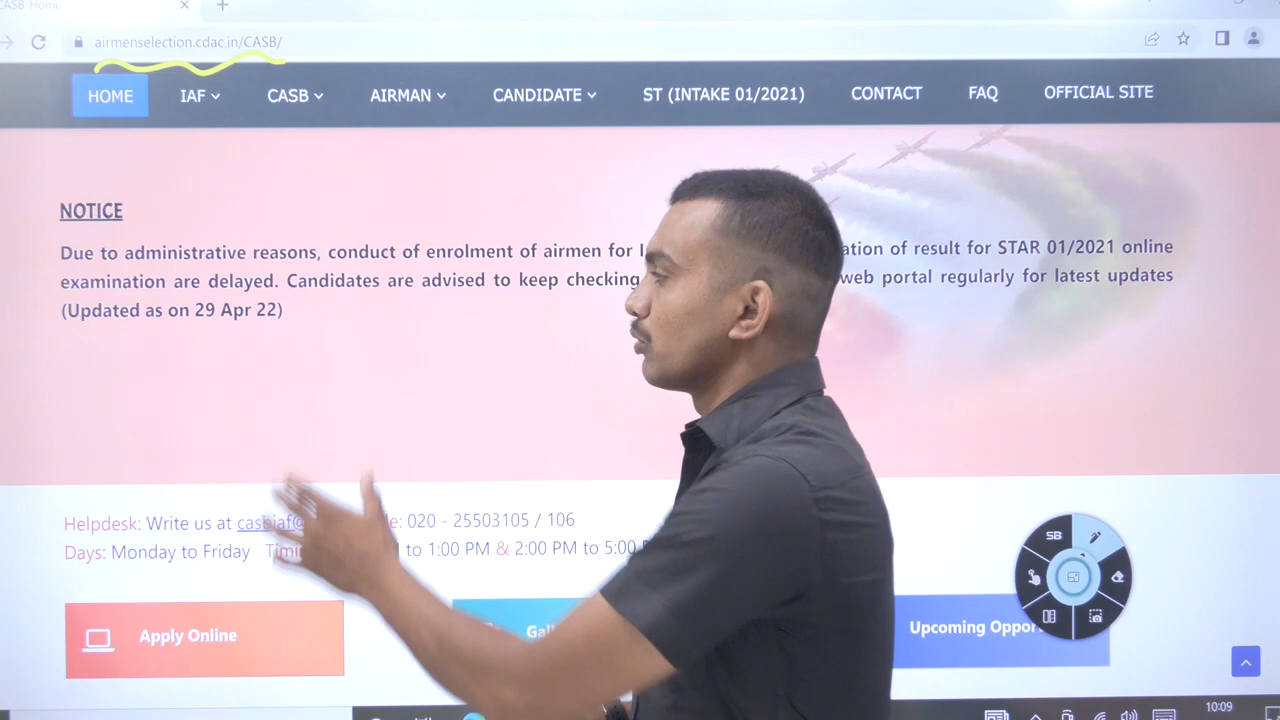 CASB-Home
airmenselection.cdac.in/CASB/
HOME IAF CASB AIRMAN CANDIDATE ST (INTAKE 01/2021) CONTACT FAQ OFFICIAL SITE
NOTICE
Due to administrative reasons, conduct of enrolment of airmen for ation of result for STAR 01/2021 online
examination are delayed. Candidates are advised to keep checking web portal regularly for latest updates
(Updated as on 29 Apr 22)
Helpdesk: Write us at casbiaf@ e: 020 - 25503105 / 106
Days: Monday to Friday to 1:00 PM & 2:00 PM to 5:00
Apply Online
Upcoming Oppor
SB
10:09